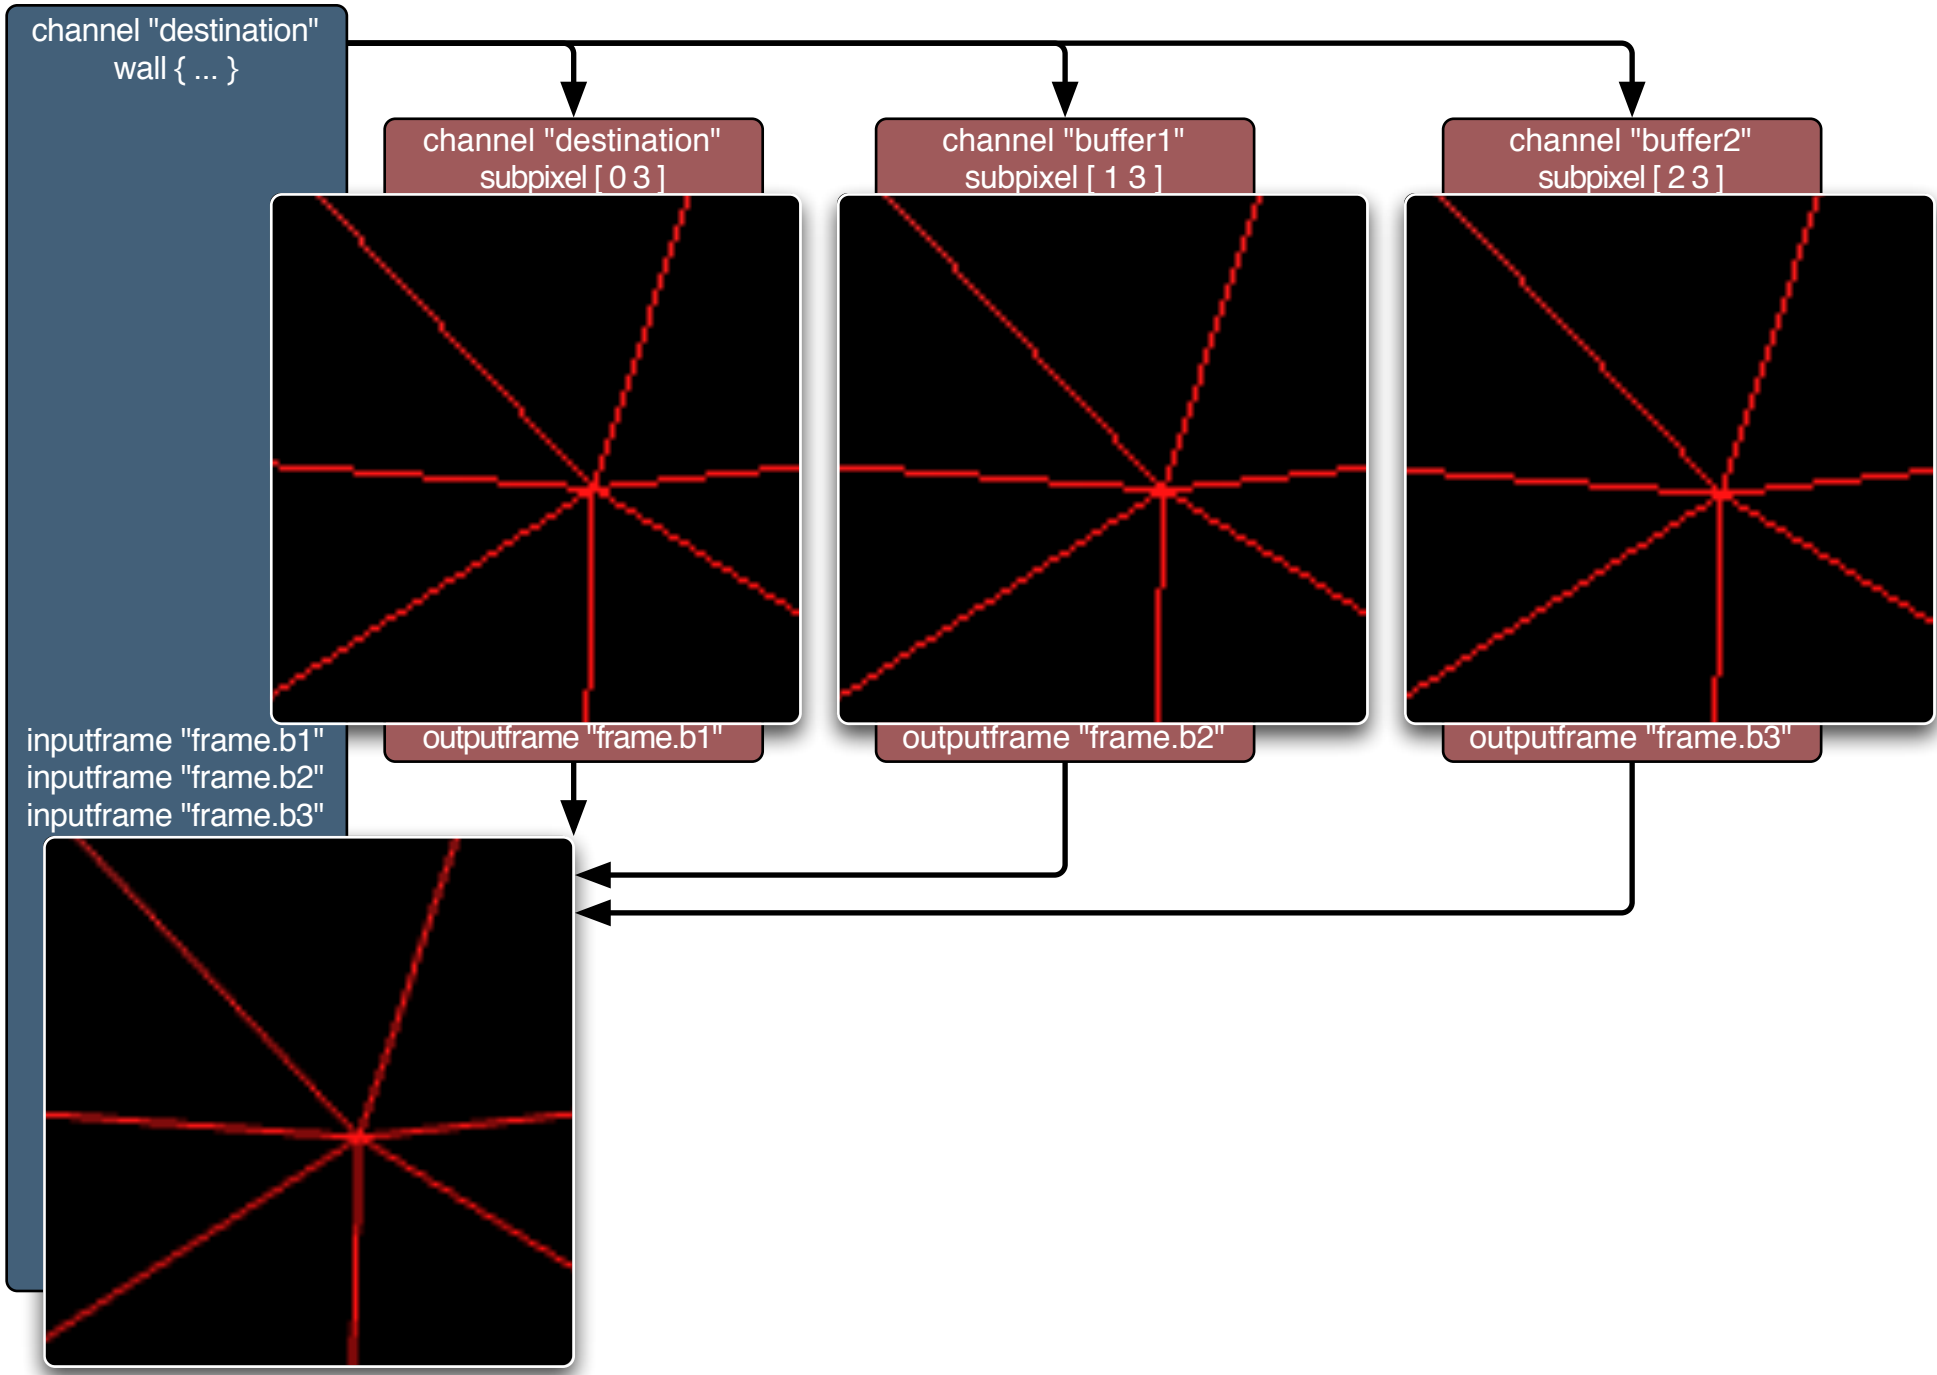 channel "destination"
wall { ... }
channel "destination"
subpixel [ 0 3 ]
channel "buffer1"
subpixel [ 1 3 ]
channel "buffer2"
subpixel [ 2 3 ]
outputframe "frame.b1"
outputframe "frame.b2"
outputframe "frame.b3"
inputframe "frame.b1"
inputframe "frame.b2"
inputframe "frame.b3"